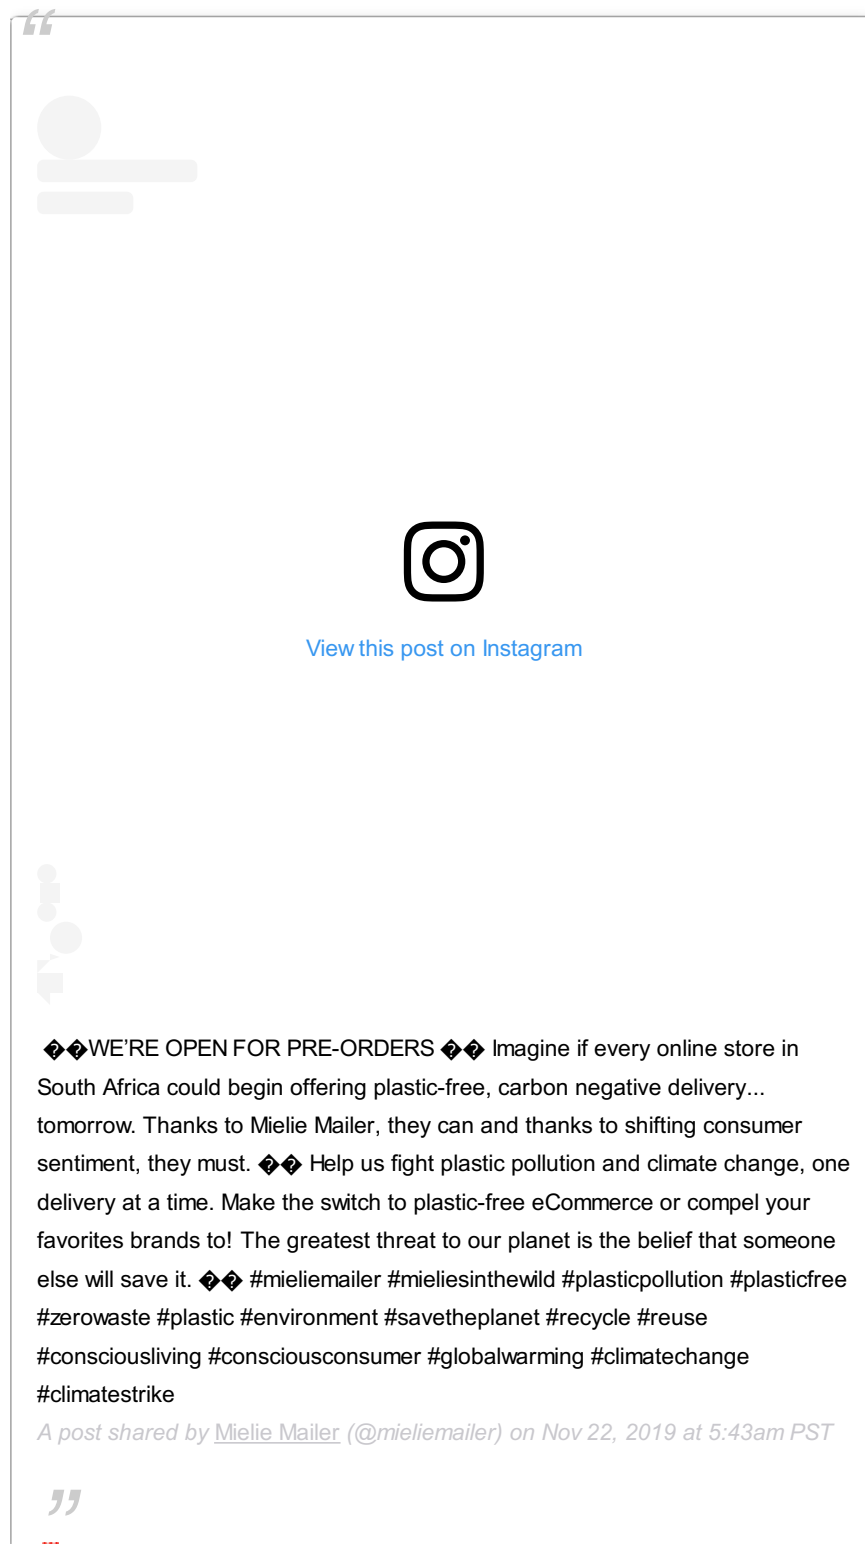 “
View this post on Instagram
��WE’RE OPEN FOR PRE-ORDERS �� Imagine if every online store in
South Africa could begin offering plastic-free, carbon negative delivery...
tomorrow. Thanks to Mielie Mailer, they can and thanks to shifting consumer
sentiment, they must. �� Help us fight plastic pollution and climate change, one
delivery at a time. Make the switch to plastic-free eCommerce or compel your
favorites brands to! The greatest threat to our planet is the belief that someone
else will save it. �� #mieliemailer #mieliesinthewild #plasticpollution #plasticfree
#zerowaste #plastic #environment #savetheplanet #recycle #reuse
#consciousliving #consciousconsumer #globalwarming #climatechange
#climatestrike
A post shared by Mielie Mailer (@mieliemailer) on Nov 22, 2019 at 5:43am PST
”